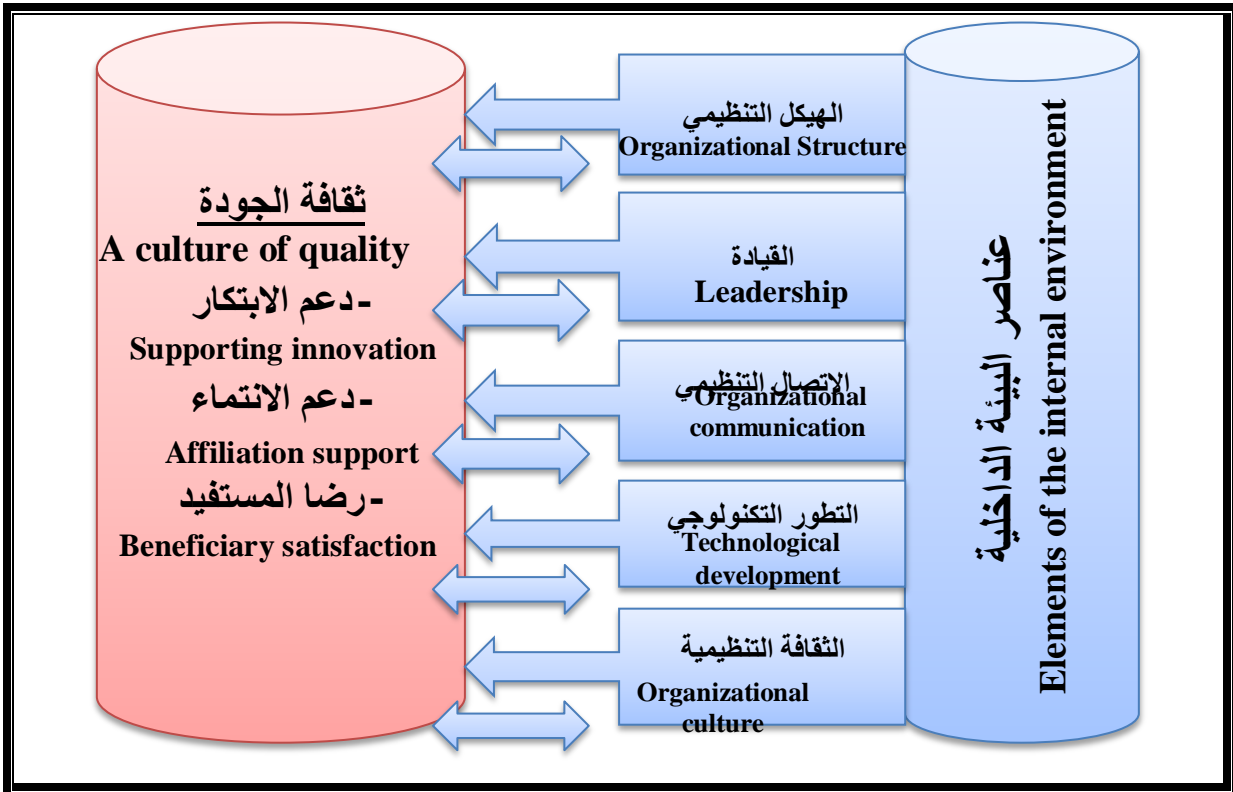 ثقافة الجودة
A culture of quality
- دعم الابتكار
Supporting innovation
- دعم الانتماء
Affiliation support
- رضا المستفيد
Beneficiary satisfaction
الهيكل التنظيمي
Organizational Structure
القيادة
Leadership
الاتصال التنظيمي
Organizational
communication
التطور التكنولوجي
Technological
development
الثقافة التنظيمية
Organizational
culture
عناصر البيئة الداخلية
Elements of the internal environment